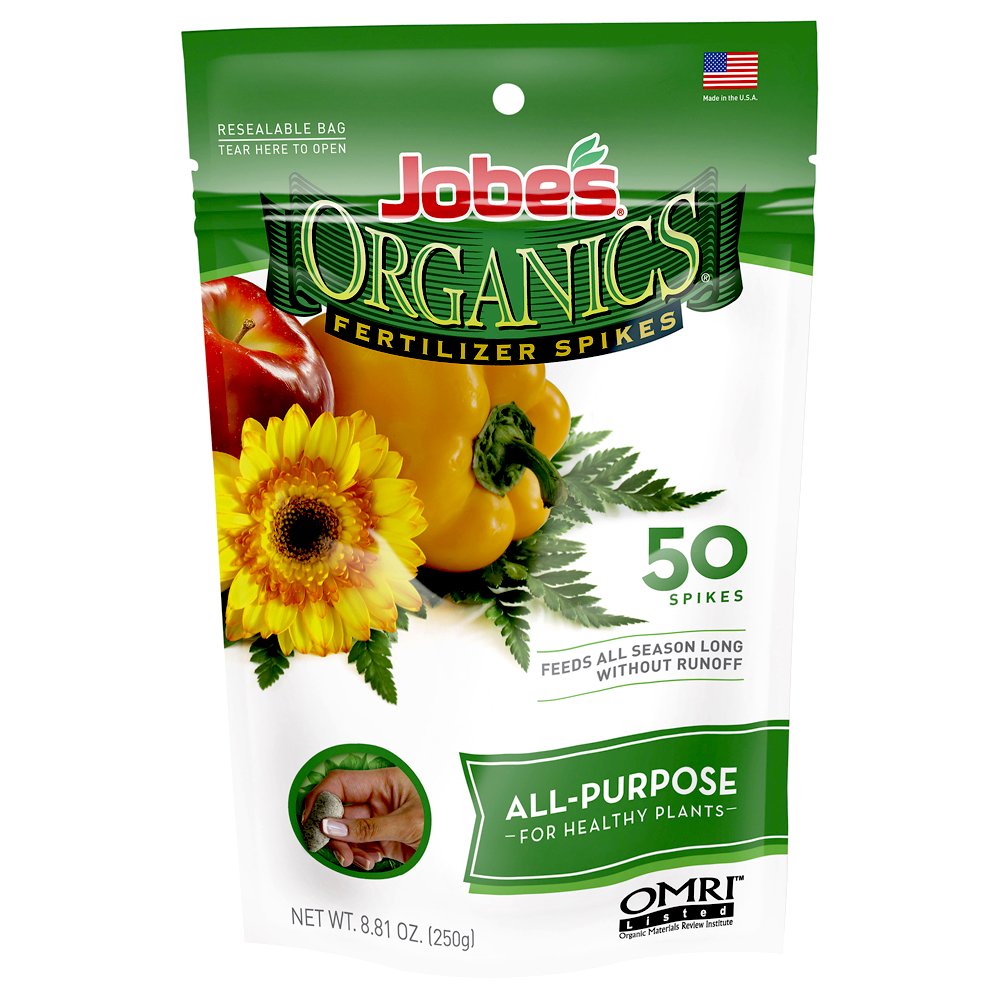 Made in the U.S.A.
RESEALABLE BAG
TEAR HERE TO OPEN
Jobe's®
ORGANICS®
FERTILIZER SPIKES
50
SPIKES
FEEDS ALL SEASON LONG
WITHOUT RUNOFF
ALL-PURPOSE
–FOR HEALTHY PLANTS–
OMRI™
Listed
Organic Materials Review Institute
NET WT. 8.81 OZ. (250g)